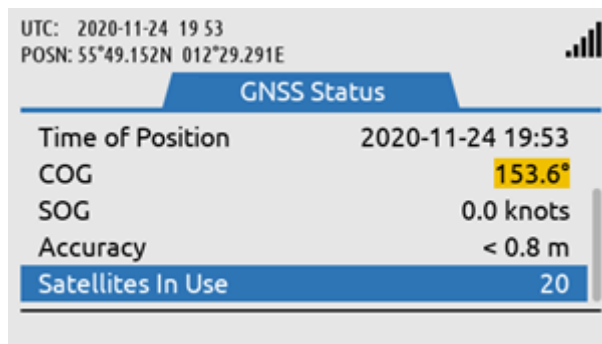 UTC: 2020-11-24 19 53
POSN: 55°49.152N 012°29.291E
GNSS Status
Time of Position 2020-11-24 19:53
COG 153.6°
SOG 0.0 knots
Accuracy < 0.8 m
Satellites In Use 20